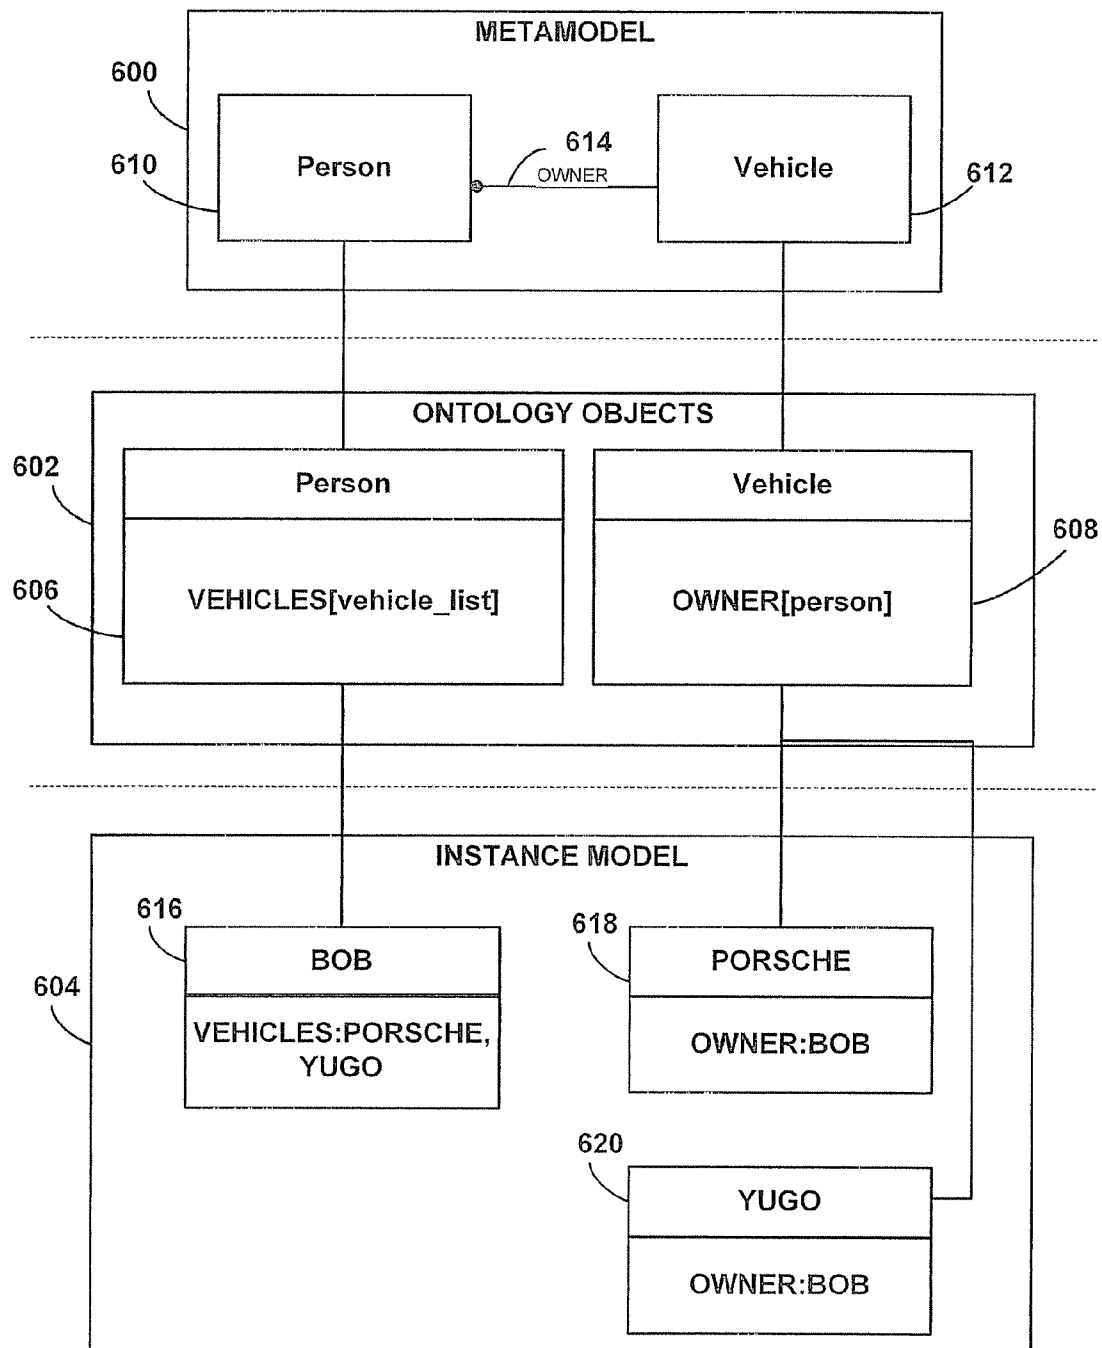 METAMODEL
600
610
Person
614
OWNER
Vehicle
612
ONTOLOGY OBJECTS
602
Person
Vehicle
608
606
VEHICLES[vehicle_list]
OWNER[person]
INSTANCE MODEL
616
618
BOB
PORSCHE
604
VEHICLES:PORSCHE,
YUGO
OWNER:BOB
620
YUGO
OWNER:BOB